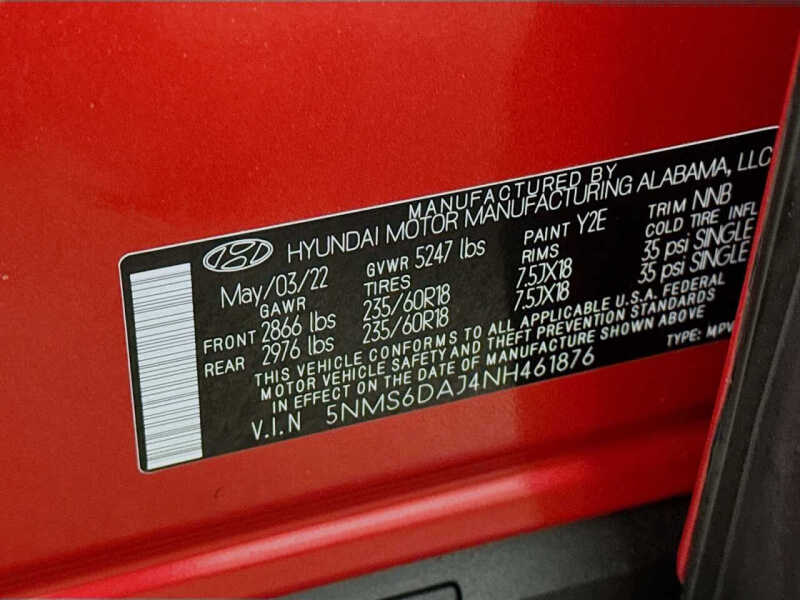 MANUFACTURED BY
HYUNDAI MOTOR MANUFACTURING ALABAMA, LLC
May/03/22 GVWR 5247 lbs PAINT Y2E TRIM NNB
GAWR TIRES RIMS COLD TIRE INFL
FRONT 2866 lbs 235/60R18 7.5JX18 35 psi SINGLE
REAR 2976 lbs 235/60R18 7.5JX18 35 psi SINGLE
THIS VEHICLE CONFORMS TO ALL APPLICABLE U.S.A. FEDERAL
MOTOR VEHICLE SAFETY AND THEFT PREVENTION STANDARDS
IN EFFECT ON THE DATE OF MANUFACTURE SHOWN ABOVE
V.I.N 5NMS6DAJ4NH461876 TYPE: MPV